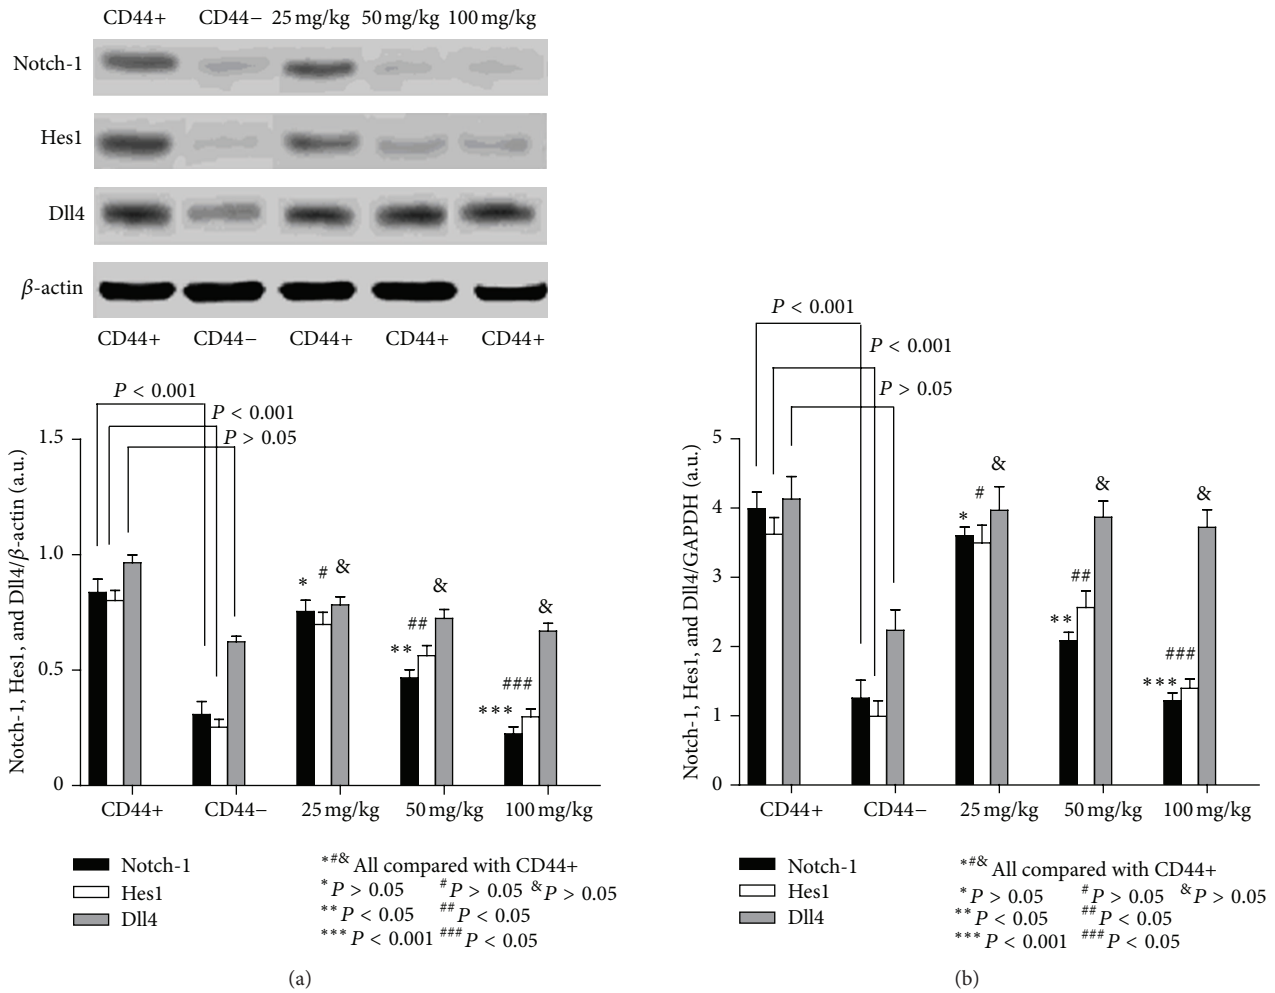 CD44+ CD44− 25 mg/kg 50 mg/kg 100 mg/kg
Notch-1
Hes1
Dll4
β-actin
CD44+ CD44− CD44+ CD44+ CD44+
P < 0.001
P < 0.001
P > 0.05
Notch-1, Hes1, and Dll4/β-actin (a.u.)
1.5
1.0
0.5
0
* # &
** ## &
*** ### &
CD44+ CD44− 25 mg/kg 50 mg/kg 100 mg/kg
Notch-1
Hes1
Dll4
*#& All compared with CD44+
* P > 0.05 # P > 0.05 & P > 0.05
** P < 0.05 ## P < 0.05
*** P < 0.001 ### P < 0.05
(a)
P < 0.001
P < 0.001
P > 0.05
Notch-1, Hes1, and Dll4/GAPDH (a.u.)
5
4
3
2
1
0
* # &
** ## &
*** ### &
CD44+ CD44− 25 mg/kg 50 mg/kg 100 mg/kg
Notch-1
Hes1
Dll4
*#& All compared with CD44+
* P > 0.05 # P > 0.05 & P > 0.05
** P < 0.05 ## P < 0.05
*** P < 0.001 ### P < 0.05
(b)